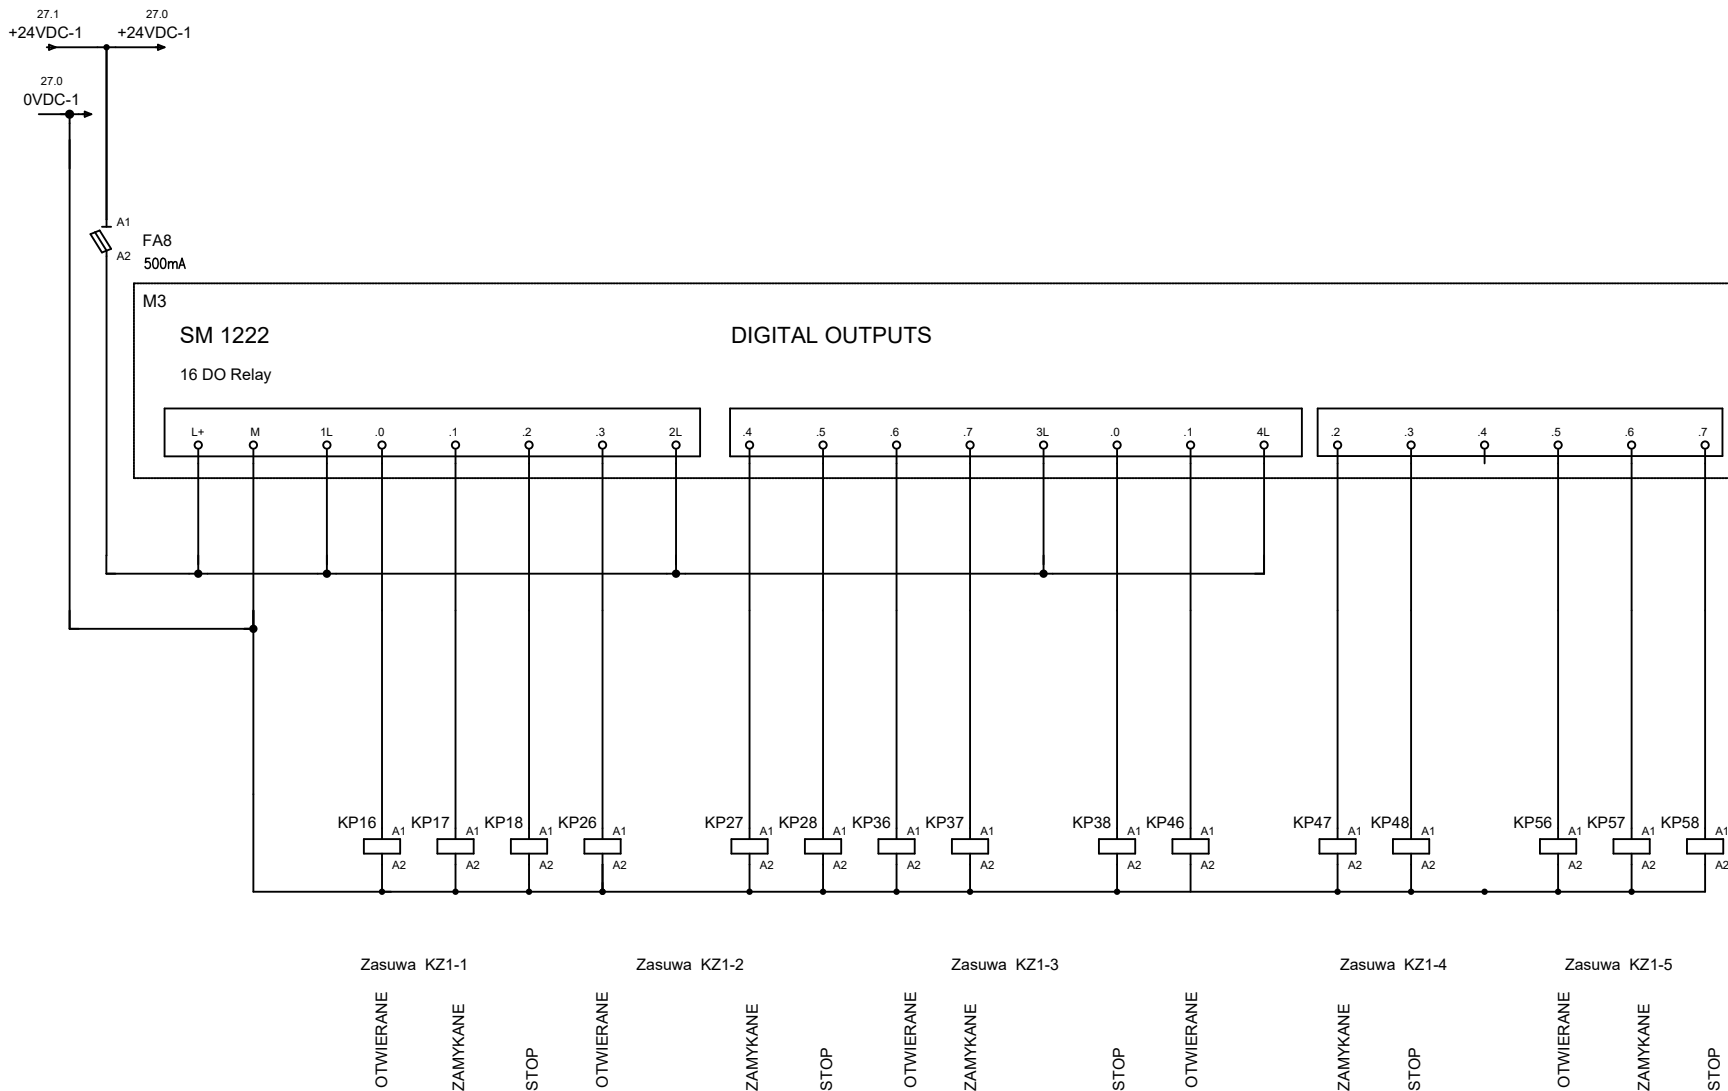 27.1 27.0
+24VDC-1 +24VDC-1
27.0
0VDC-1
A1
FA8
A2
500mA
M3
SM 1222 DIGITAL OUTPUTS
16 DO Relay
L+ M 1L .0 .1 .2 .3 2L .4 .5 .6 .7 3L .0 .1 4L .2 .3 .4 .5 .6 .7
KP16 KP17 KP18 KP26 KP27 KP28 KP36 KP37 KP38 KP46 KP47 KP48 KP56 KP57 KP58
A1 A1 A1 A1 A1 A1 A1 A1 A1 A1 A1 A1 A1 A1 A1
A2 A2 A2 A2 A2 A2 A2 A2 A2 A2 A2 A2 A2 A2 A2
Zasuwa KZ1-1 Zasuwa KZ1-2 Zasuwa KZ1-3 Zasuwa KZ1-4 Zasuwa KZ1-5
OTWIERANE
ZAMYKANE
STOP
OTWIERANE
ZAMYKANE
STOP
OTWIERANE
ZAMYKANE
STOP
OTWIERANE
ZAMYKANE
STOP
OTWIERANE
ZAMYKANE
STOP